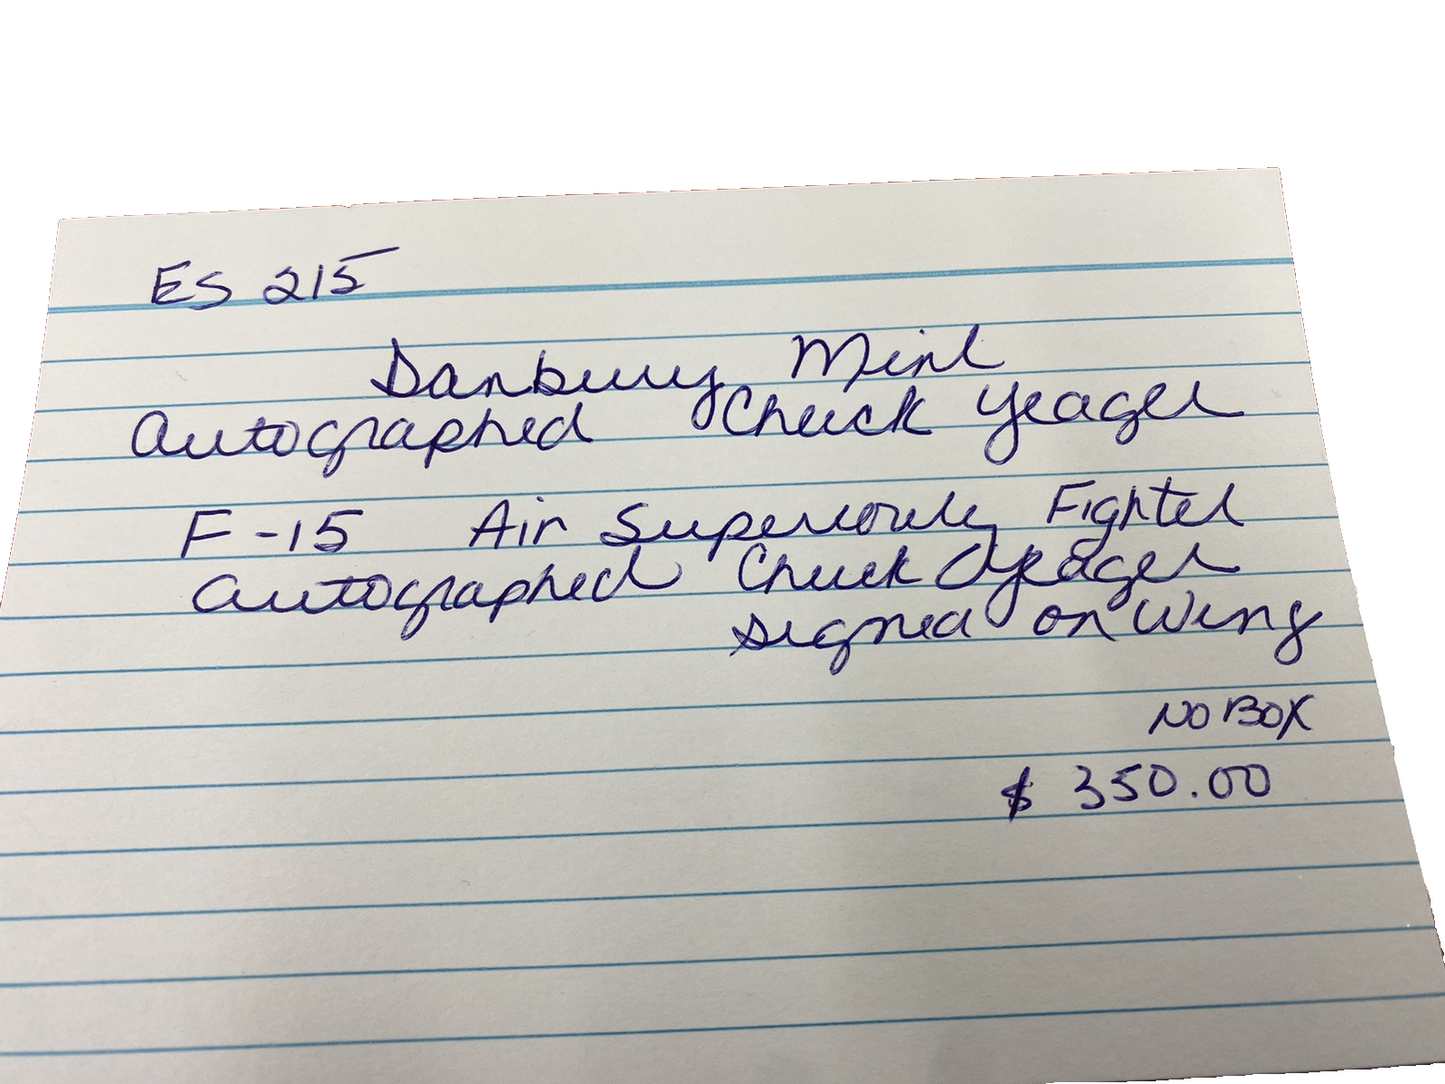 ES 215
Danbury Mint
Autographed Chuck Yeager
F-15 Air Superiority Fighter
Autographed Chuck Yeager
signed on Wing
NO BOX
$ 350.00